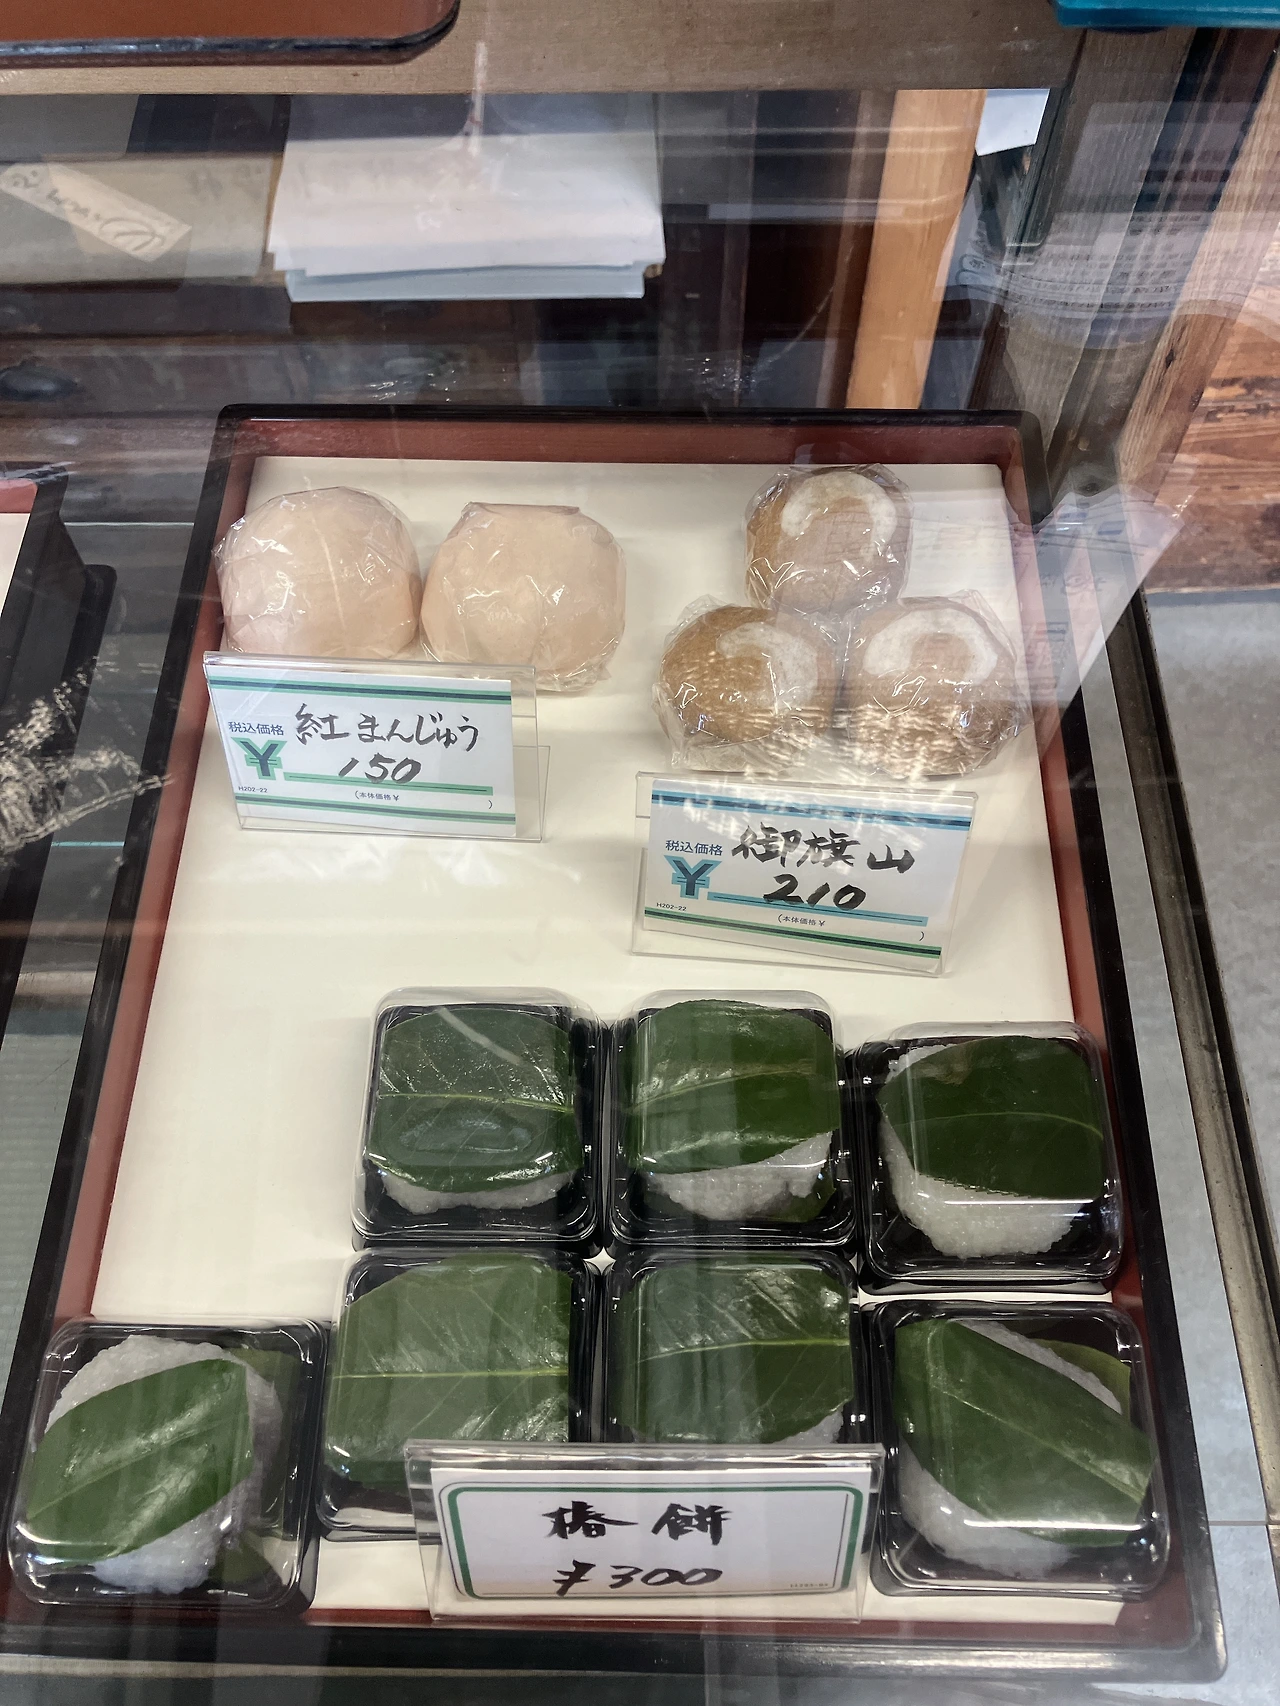 税込価格
紅まんじゅう
¥
150
H202-22
(本体価格¥ )
税込価格
御旗山
¥
210
H202-22
(本体価格¥ )
椿餅
¥300